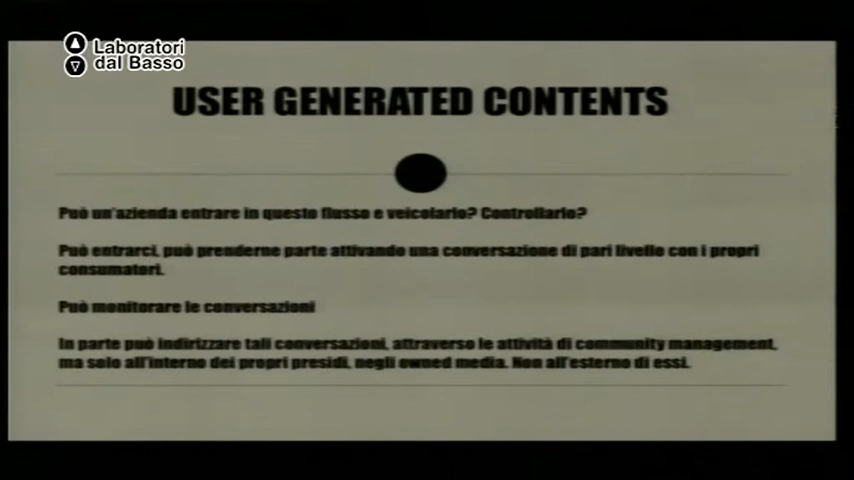 Laboratori
dal Basso
USER GENERATED CONTENTS
Può un'azienda entrare in questo flusso e veicolarlo? Controllarlo?
Può entrarci, può prenderne parte attivando una conversazione di pari livello con i propri
consumatori.
Può monitorare le conversazioni
In parte può indirizzare tali conversazioni, attraverso le attività di community management,
ma solo all'interno dei propri presidi, negli owned media. Non all'esterno di essi.